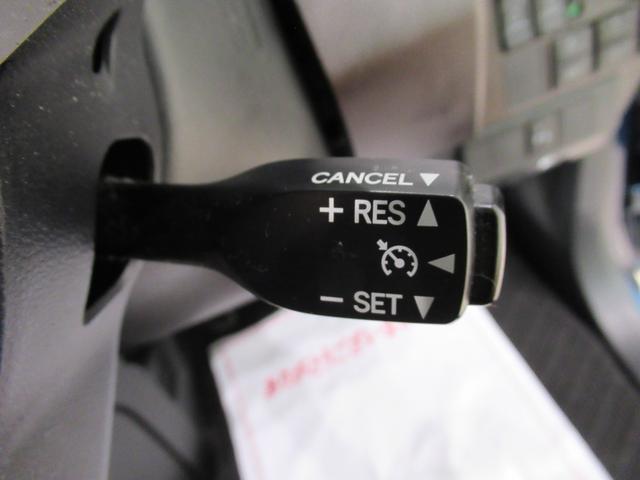 CANCEL ▼
+ RES ▲
◀
− SET ▼